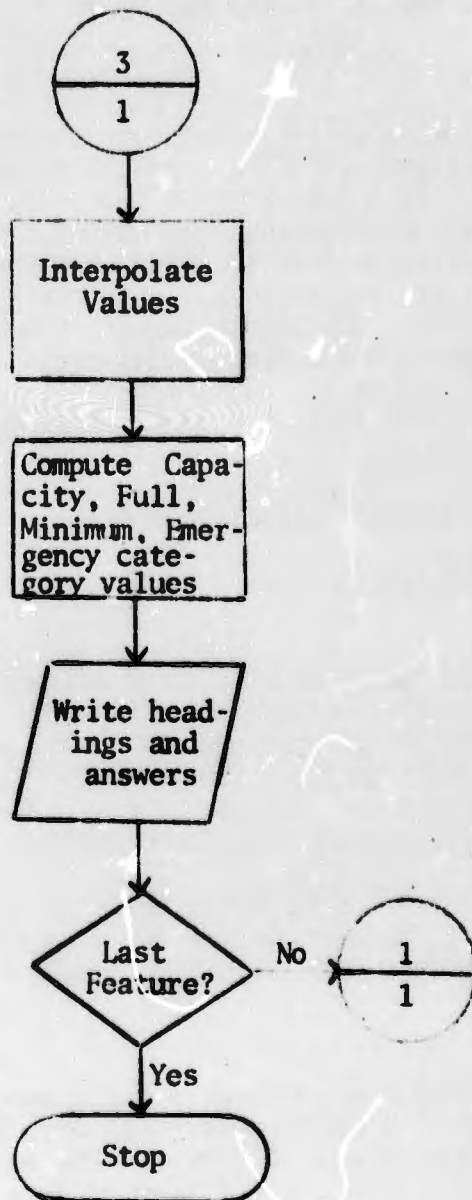 3
1
Interpolate
Values
Compute Capa-
city, Full,
Minimum, Emer-
gency cate-
gory values
Write head-
ings and
answers
Last
Feature?
No
1
1
Yes
Stop